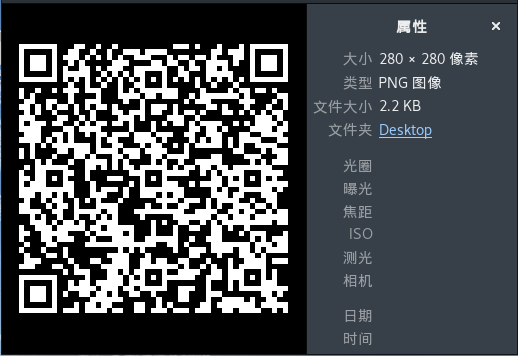 属性 ×
大小 280 × 280 像素
类型 PNG 图像
文件大小 2.2 KB
文件夹 Desktop
光圈
曝光
焦距
ISO
测光
相机
日期
时间